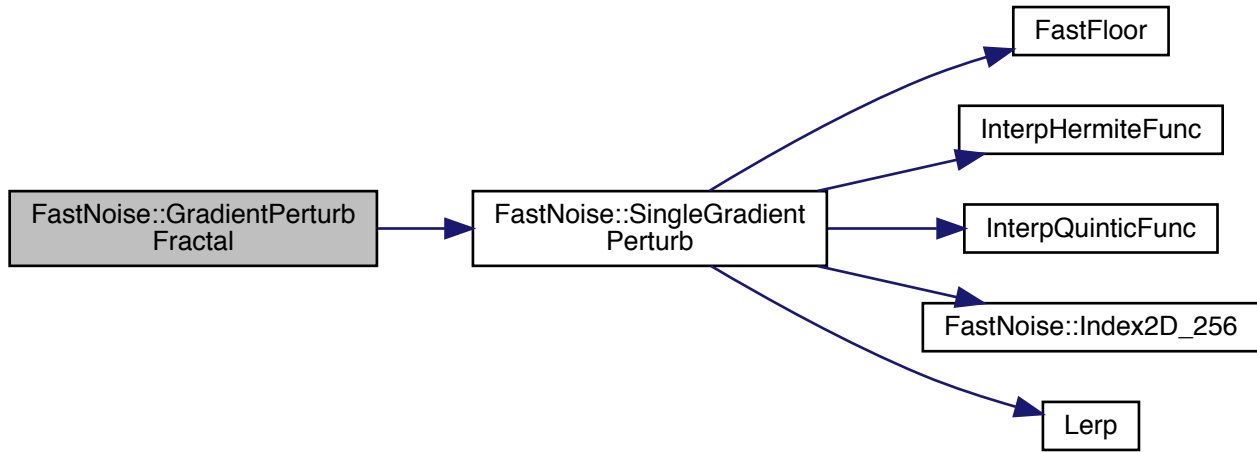 FastNoise::GradientPerturb
Fractal
FastNoise::SingleGradient
Perturb
FastFloor
InterpHermiteFunc
InterpQuinticFunc
FastNoise::Index2D_256
Lerp